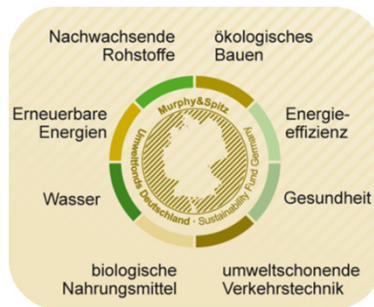 Nachwachsende
Rohstoffe
ökologisches
Bauen
Erneuerbare
Energien
Energie-
effizienz
Wasser
Gesundheit
biologische
Nahrungsmittel
umweltschonende
Verkehrstechnik
Murphy&Spitz
Umweltfonds Deutschland · Sustainability Fund Germany